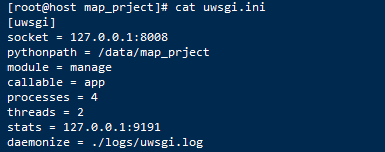 [root@host map_prject]# cat uwsgi.ini
[uwsgi]
socket = 127.0.0.1:8008
pythonpath = /data/map_prject
module = manage
callable = app
processes = 4
threads = 2
stats = 127.0.0.1:9191
daemonize = ./logs/uwsgi.log